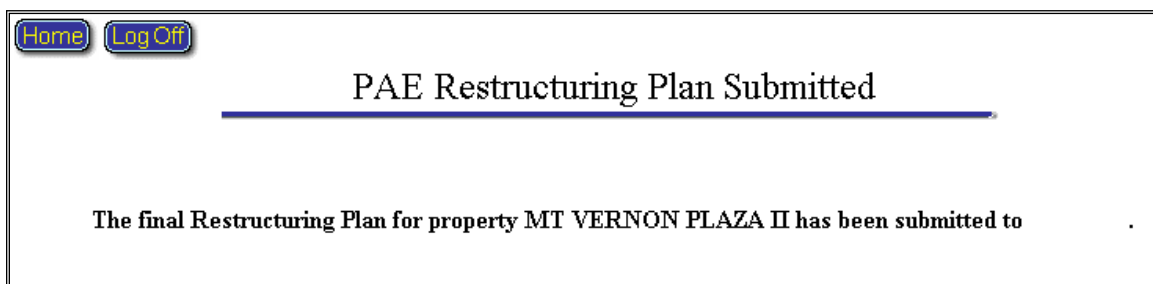 Home Log Off
PAE Restructuring Plan Submitted
The final Restructuring Plan for property MT VERNON PLAZA II has been submitted to .